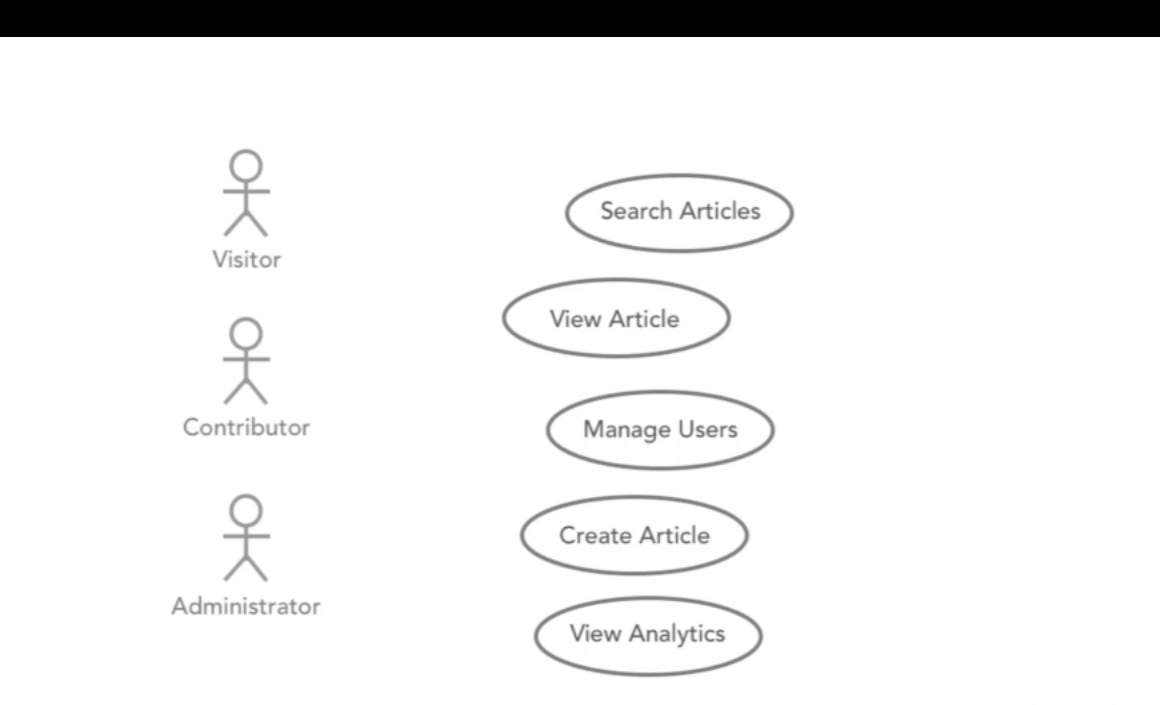 Visitor
Contributor
Administrator
Search Articles
View Article
Manage Users
Create Article
View Analytics